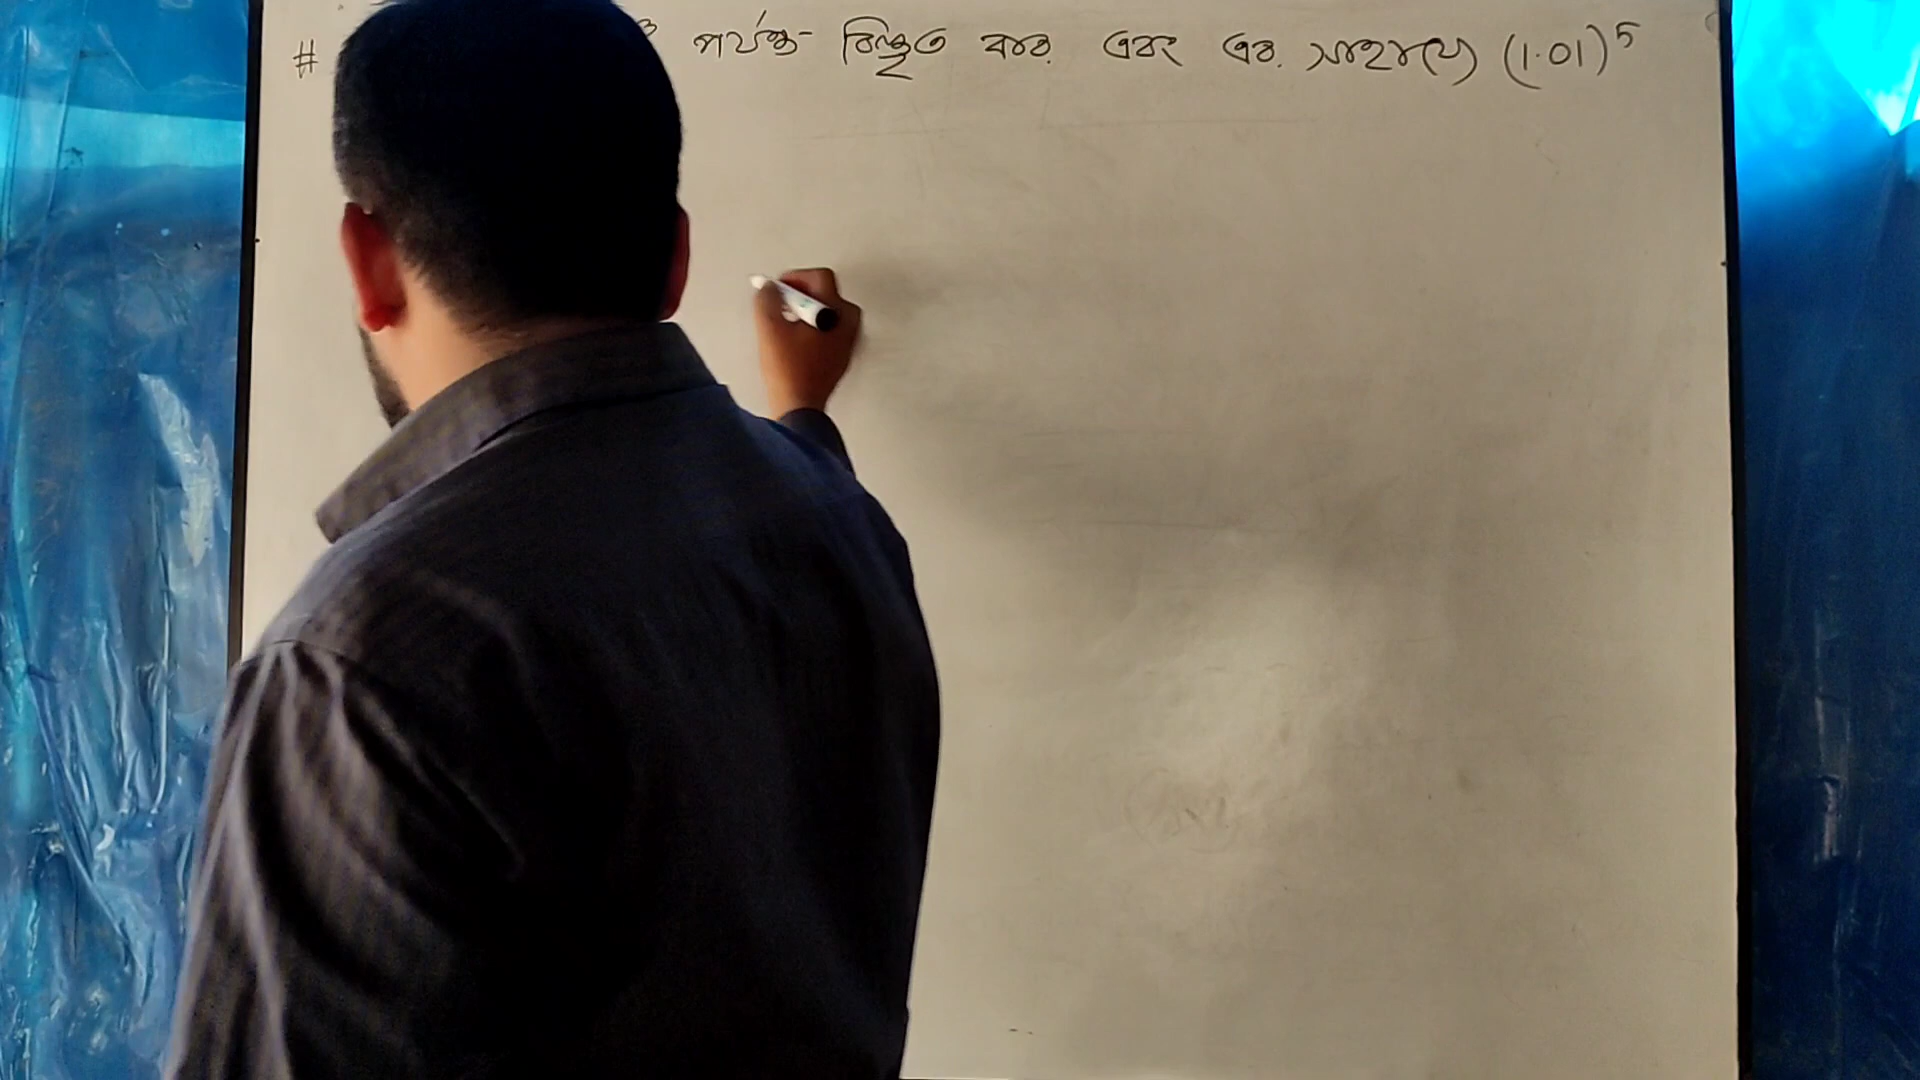 # পর্যন্ত বিস্তৃত কর এবং এর সাহায্যে (1.01)⁵